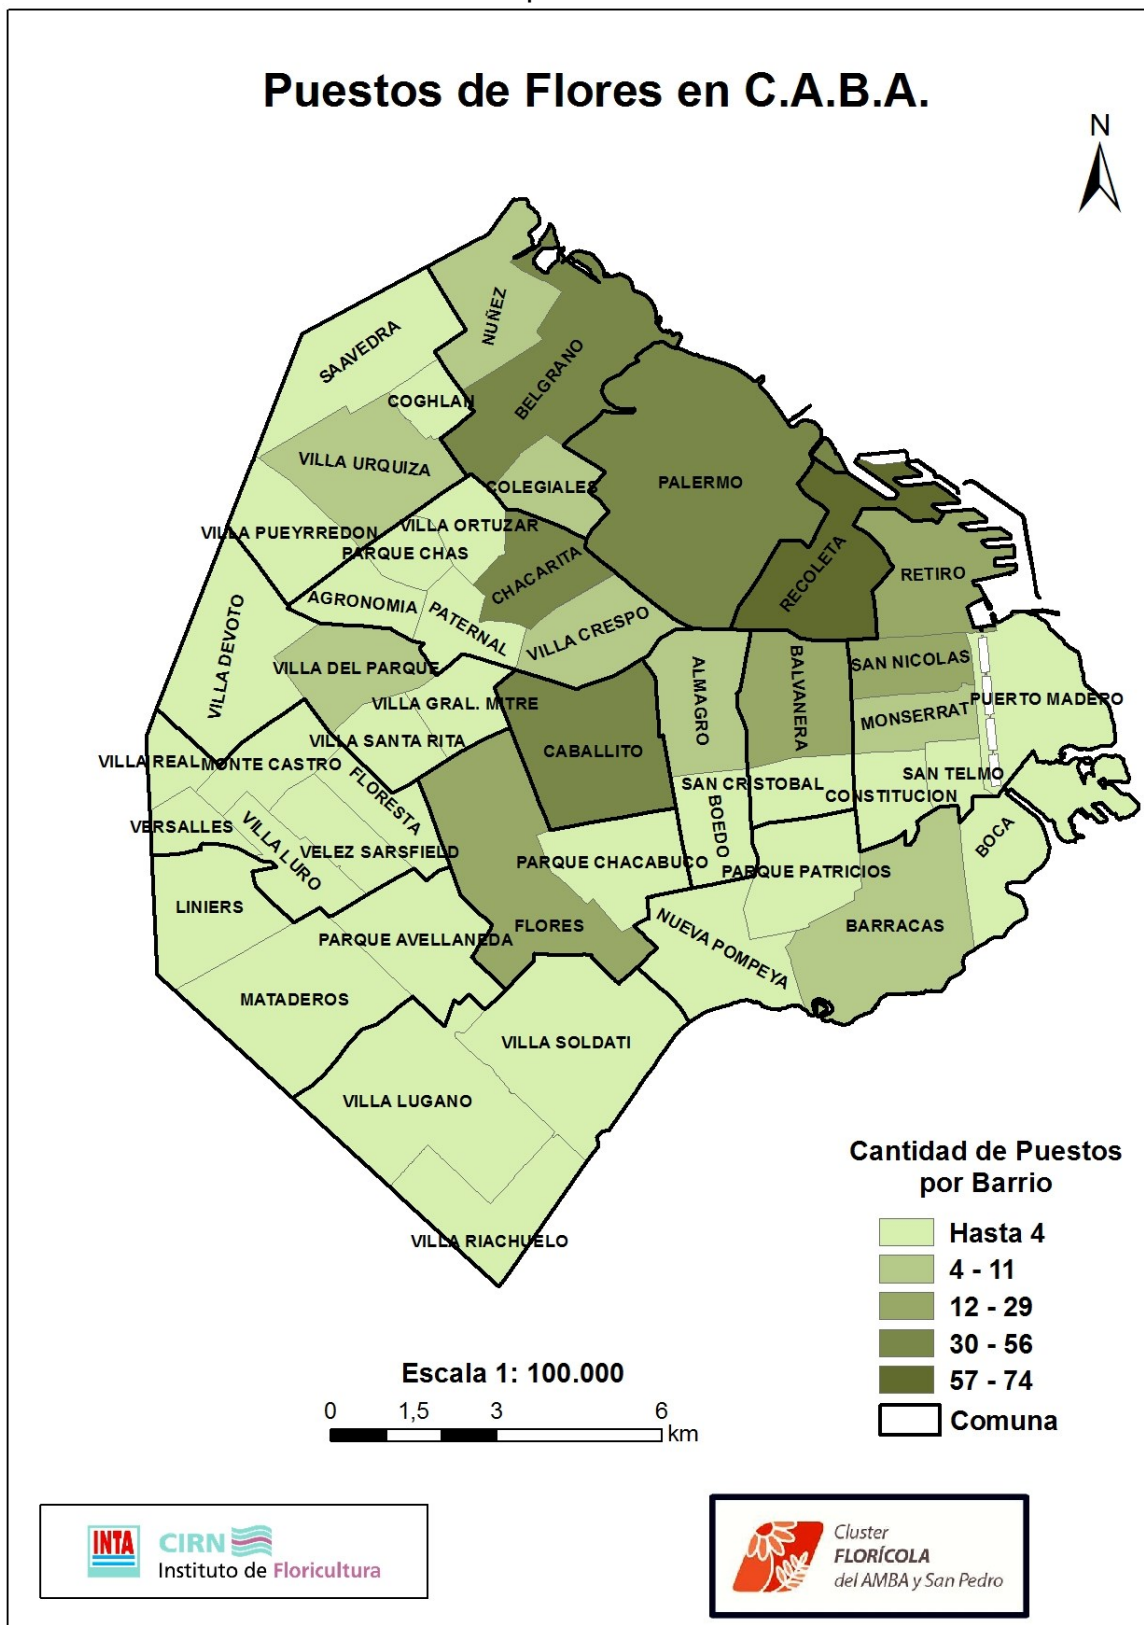 Puestos de Flores en C.A.B.A.
N
SAAVEDRA
NUÑEZ
COGHLAN
BELGRANO
VILLA URQUIZA
COLEGIALES
PALERMO
VILLA PUEYRREDON
VILLA ORTUZAR
PARQUE CHAS
CHACARITA
RECOLETA
RETIRO
AGRONOMIA
PATERNAL
VILLA CRESPO
VILLA DEVOTO
VILLA DEL PARQUE
ALMAGRO
BALVANERA
SAN NICOLAS
VILLA GRAL. MITRE
MONSERRAT
PUERTO MADERO
VILLA SANTA RITA
CABALLITO
VILLA REAL
MONTE CASTRO
FLORESTA
SAN CRISTOBAL
SAN TELMO
CONSTITUCION
VERSALLES
VILLA LURO
VELEZ SARSFIELD
BOEDO
BOCA
PARQUE CHACABUCO
PARQUE PATRICIOS
LINIERS
PARQUE AVELLANEDA
FLORES
NUEVA POMPEYA
BARRACAS
MATADEROS
VILLA SOLDATI
VILLA LUGANO
VILLA RIACHUELO
Cantidad de Puestos
por Barrio
Hasta 4
4 - 11
12 - 29
30 - 56
57 - 74
Comuna
Escala 1: 100.000
0 1,5 3 6
km
INTA
CIRN
Instituto de Floricultura
Cluster
FLORÍCOLA
del AMBA y San Pedro